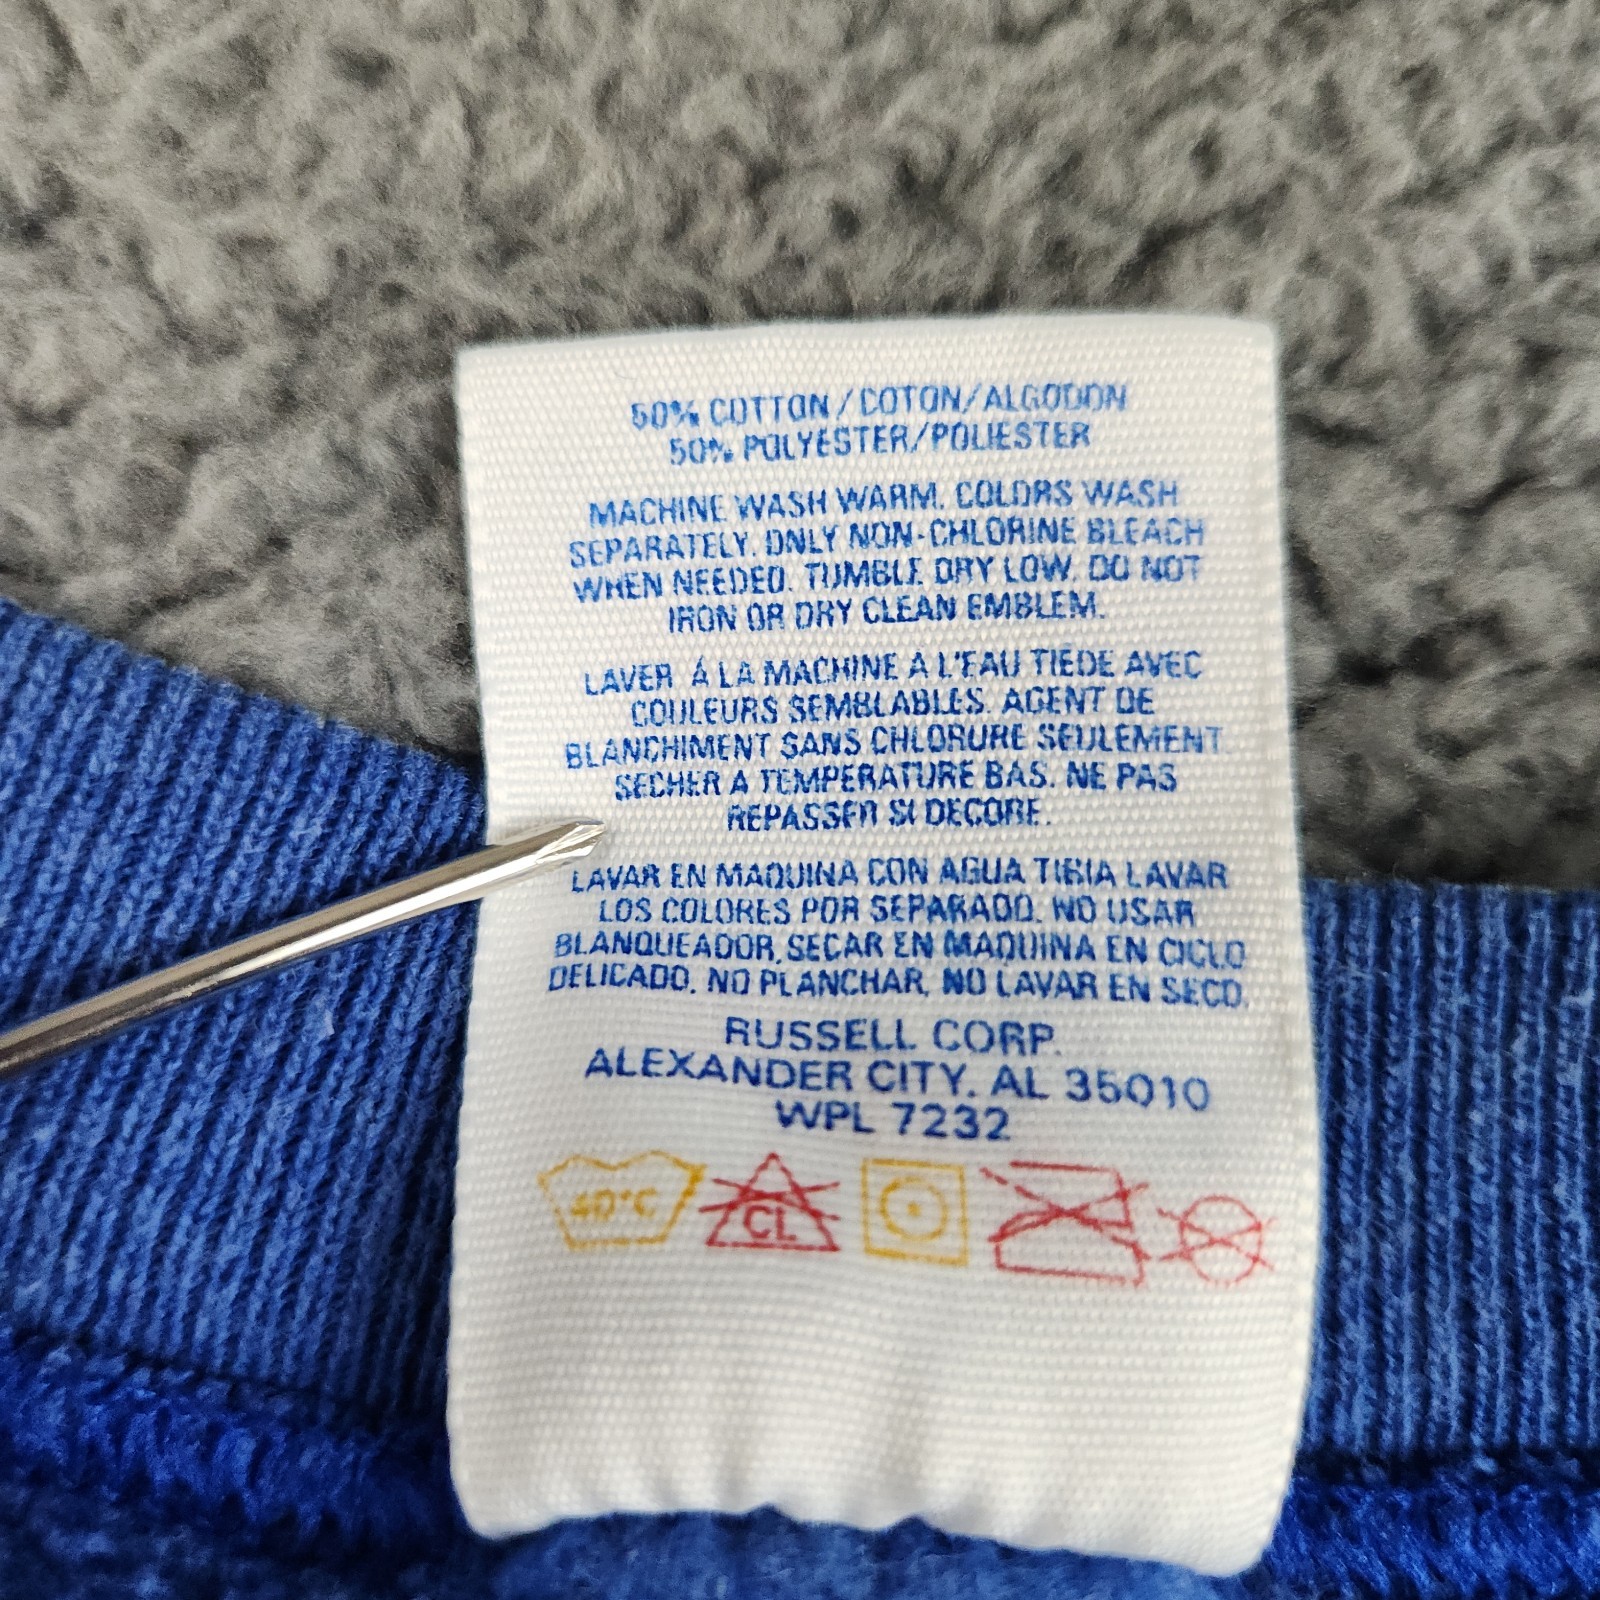 50% COTTON/COTON/ALGODON
50% POLYESTER/POLIESTER
MACHINE WASH WARM. COLORS WASH
SEPARATELY. ONLY NON-CHLORINE BLEACH
WHEN NEEDED. TUMBLE DRY LOW. DO NOT
IRON OR DRY CLEAN EMBLEM.
LAVER Á LA MACHINE A L'EAU TIEDE AVEC
COULEURS SEMBLABLES. AGENT DE
BLANCHIMENT SANS CHLORURE SEULEMENT
SECHER A TEMPERATURE BAS. NE PAS
REPASSER SI DECORE.
LAVAR EN MAQUINA CON AGUA TIBIA LAVAR
LOS COLORES POR SEPARADO. NO USAR
BLANQUEADOR, SECAR EN MAQUINA EN CICLO
DELICADO. NO PLANCHAR, NO LAVAR EN SECO.
RUSSELL CORP.
ALEXANDER CITY, AL 35010
WPL 7232
40°C CL